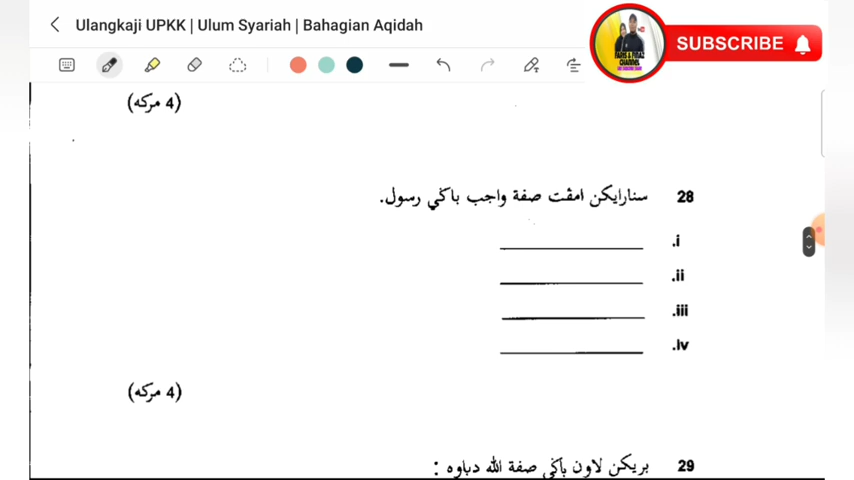 Ulangkaji UPKK | Ulum Syariah | Bahagian Aqidah
SUBSCRIBE
(4 مركه)
28 سنارايكن امڤت صفة واجب باݢي رسول.
.i
.ii
.iii
.iv
(4 مركه)
29 بريكن لاون باݢي صفة الله دباوه :